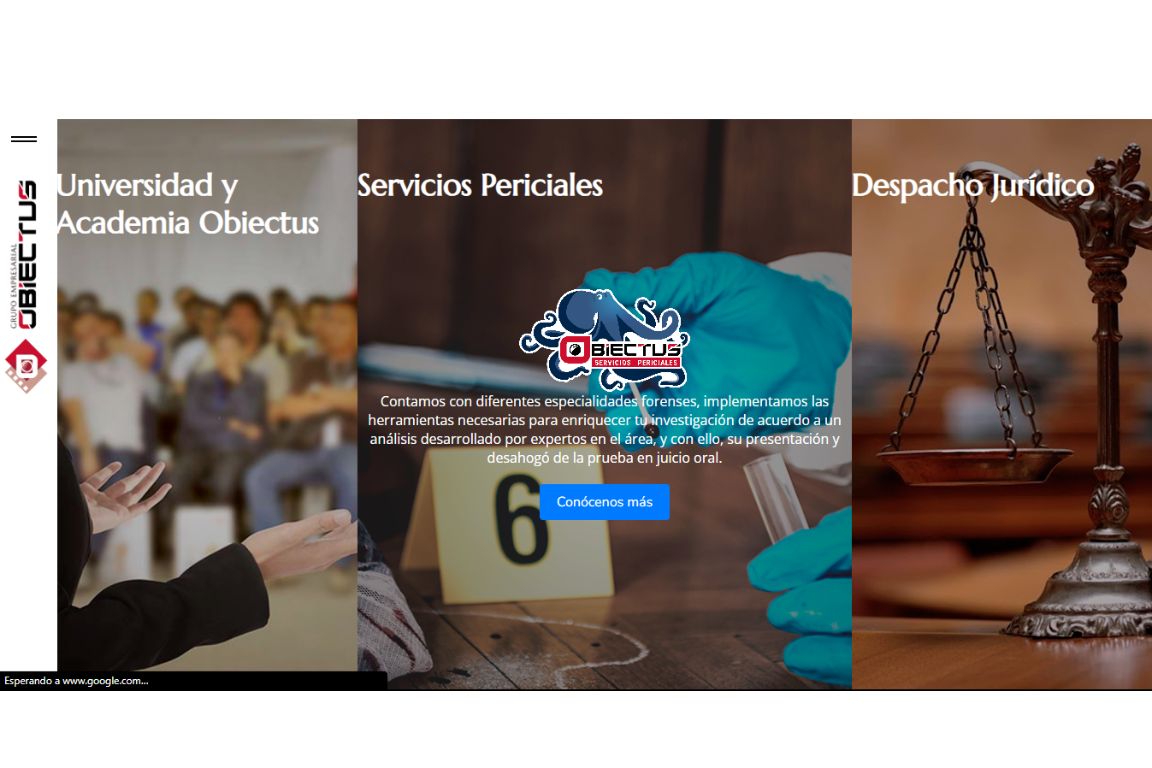 GRUPO EMPRESARIAL
OBIECTUS
Universidad y
Academia Obiectus
Servicios Periciales
OBIECTUS
SERVICIOS PERICIALES
Contamos con diferentes especialidades forenses, implementamos las
herramientas necesarias para enriquecer tu investigación de acuerdo a un
análisis desarrollado por expertos en el área, y con ello, su presentación y
desahogó de la prueba en juicio oral.
6
Conócenos más
Despacho Jurídico
Esperando a www.google.com...